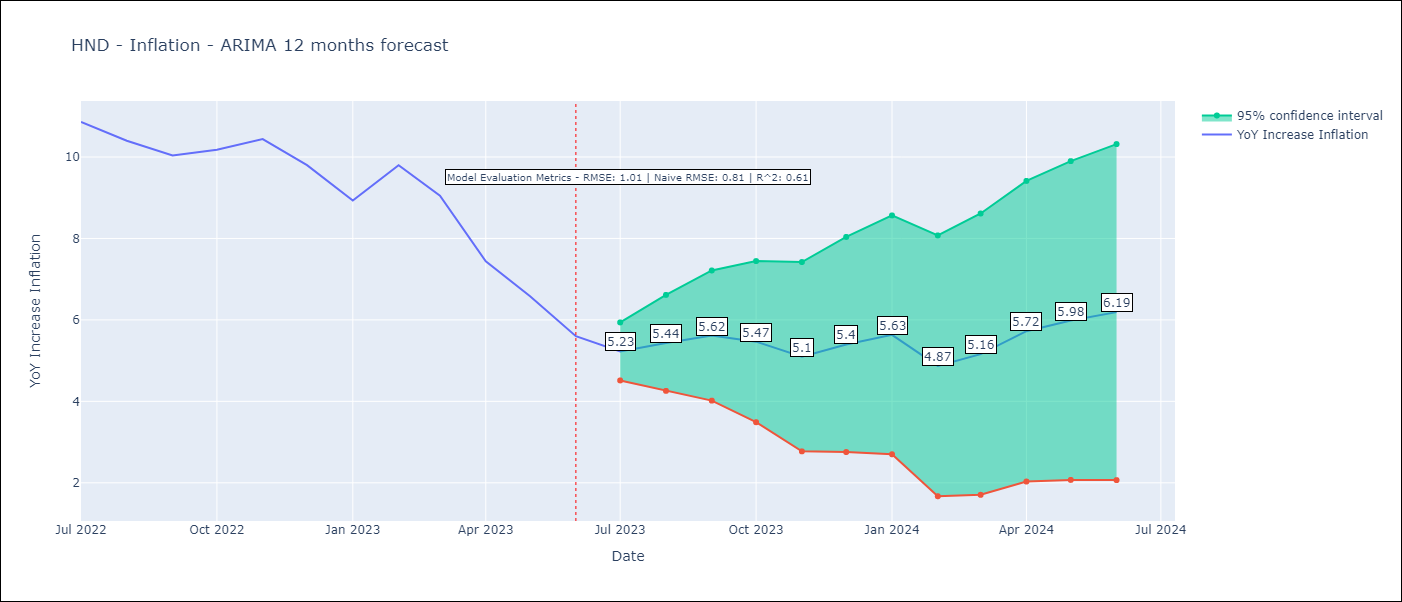 HND - Inflation - ARIMA 12 months forecast
95% confidence interval
YoY Increase Inflation
Model Evaluation Metrics - RMSE: 1.01 | Naive RMSE: 0.81 | R^2: 0.61
YoY Increase Inflation
10
8
6
4
2
5.23
5.44
5.62
5.47
5.1
5.4
5.63
4.87
5.16
5.72
5.98
6.19
Jul 2022
Oct 2022
Jan 2023
Apr 2023
Jul 2023
Oct 2023
Jan 2024
Apr 2024
Jul 2024
Date